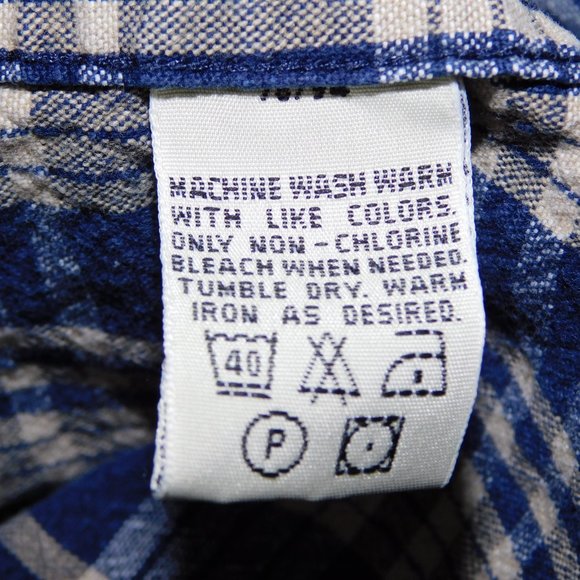 MACHINE WASH WARM
WITH LIKE COLORS.
ONLY NON-CHLORINE
BLEACH WHEN NEEDED.
TUMBLE DRY. WARM
IRON AS DESIRED.
40
P